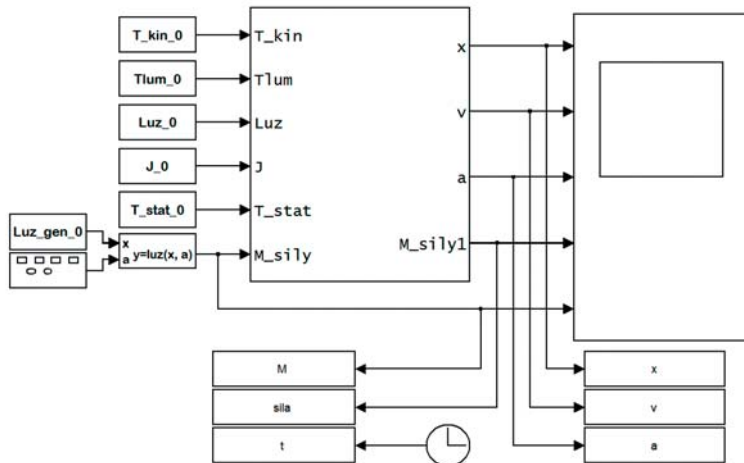 T_kin_0
T_kin
x
Tlum_0
Tlum
Luz_0
Luz
v
J_0
J
a
T_stat_0
T_stat
Luz_gen_0
x
a
y=luz(x, a)
M_sily
M_sily1
M
x
sila
v
t
a